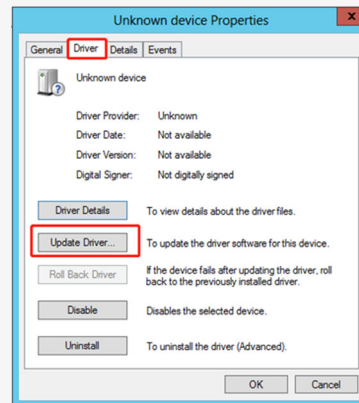 Unknown device Properties
x
General Driver Details Events
Unknown device
Driver Provider: Unknown
Driver Date: Not available
Driver Version: Not available
Digital Signer: Not digitally signed
Driver Details To view details about the driver files.
Update Driver... To update the driver software for this device.
Roll Back Driver If the device fails after updating the driver, roll
back to the previously installed driver.
Disable Disables the selected device.
Uninstall To uninstall the driver (Advanced).
OK Cancel